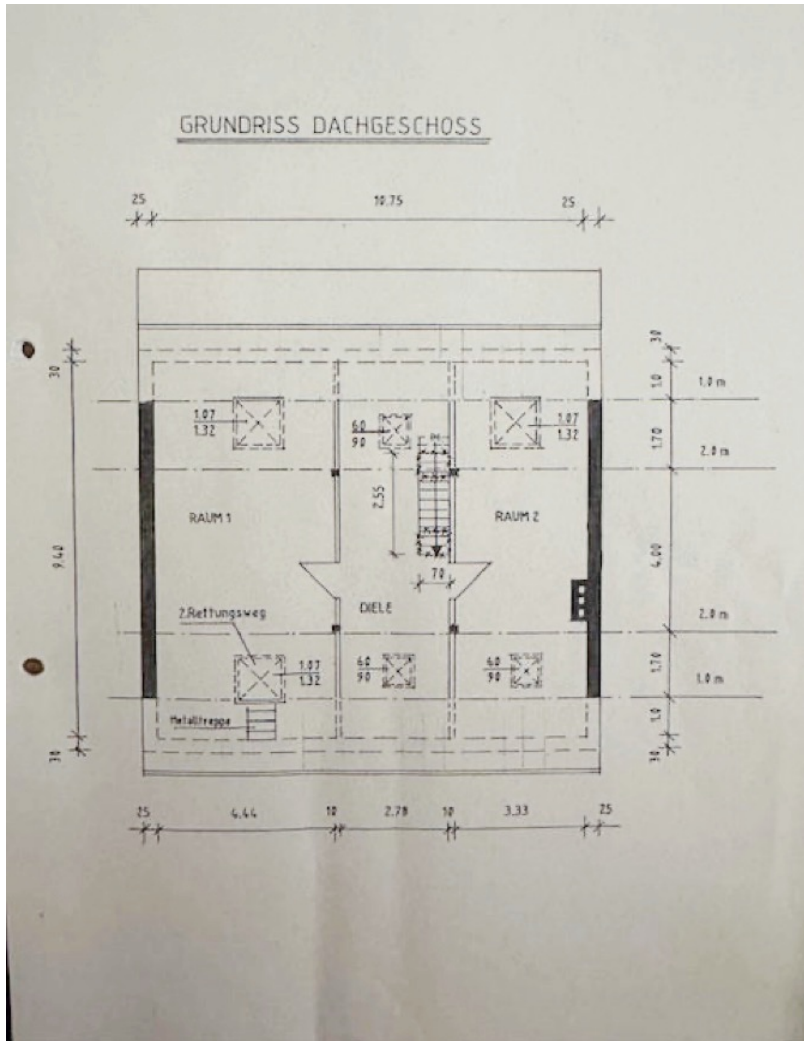 GRUNDRISS DACHGESCHOSS
25 10.75 25
30 30
1.0 1.0 m
1.07 60 1.07
1.32 90 1.32
1.70
2.0 m
2.55
RAUM 1 RAUM 2
9.40 4.00
70
DIELE
2.Rettungsweg
2.0 m
1.07 60 60
1.32 90 90
1.70
1.0 m
Metalltreppe
1.0
30 30
25 4.44 10 2.78 10 3.33 25